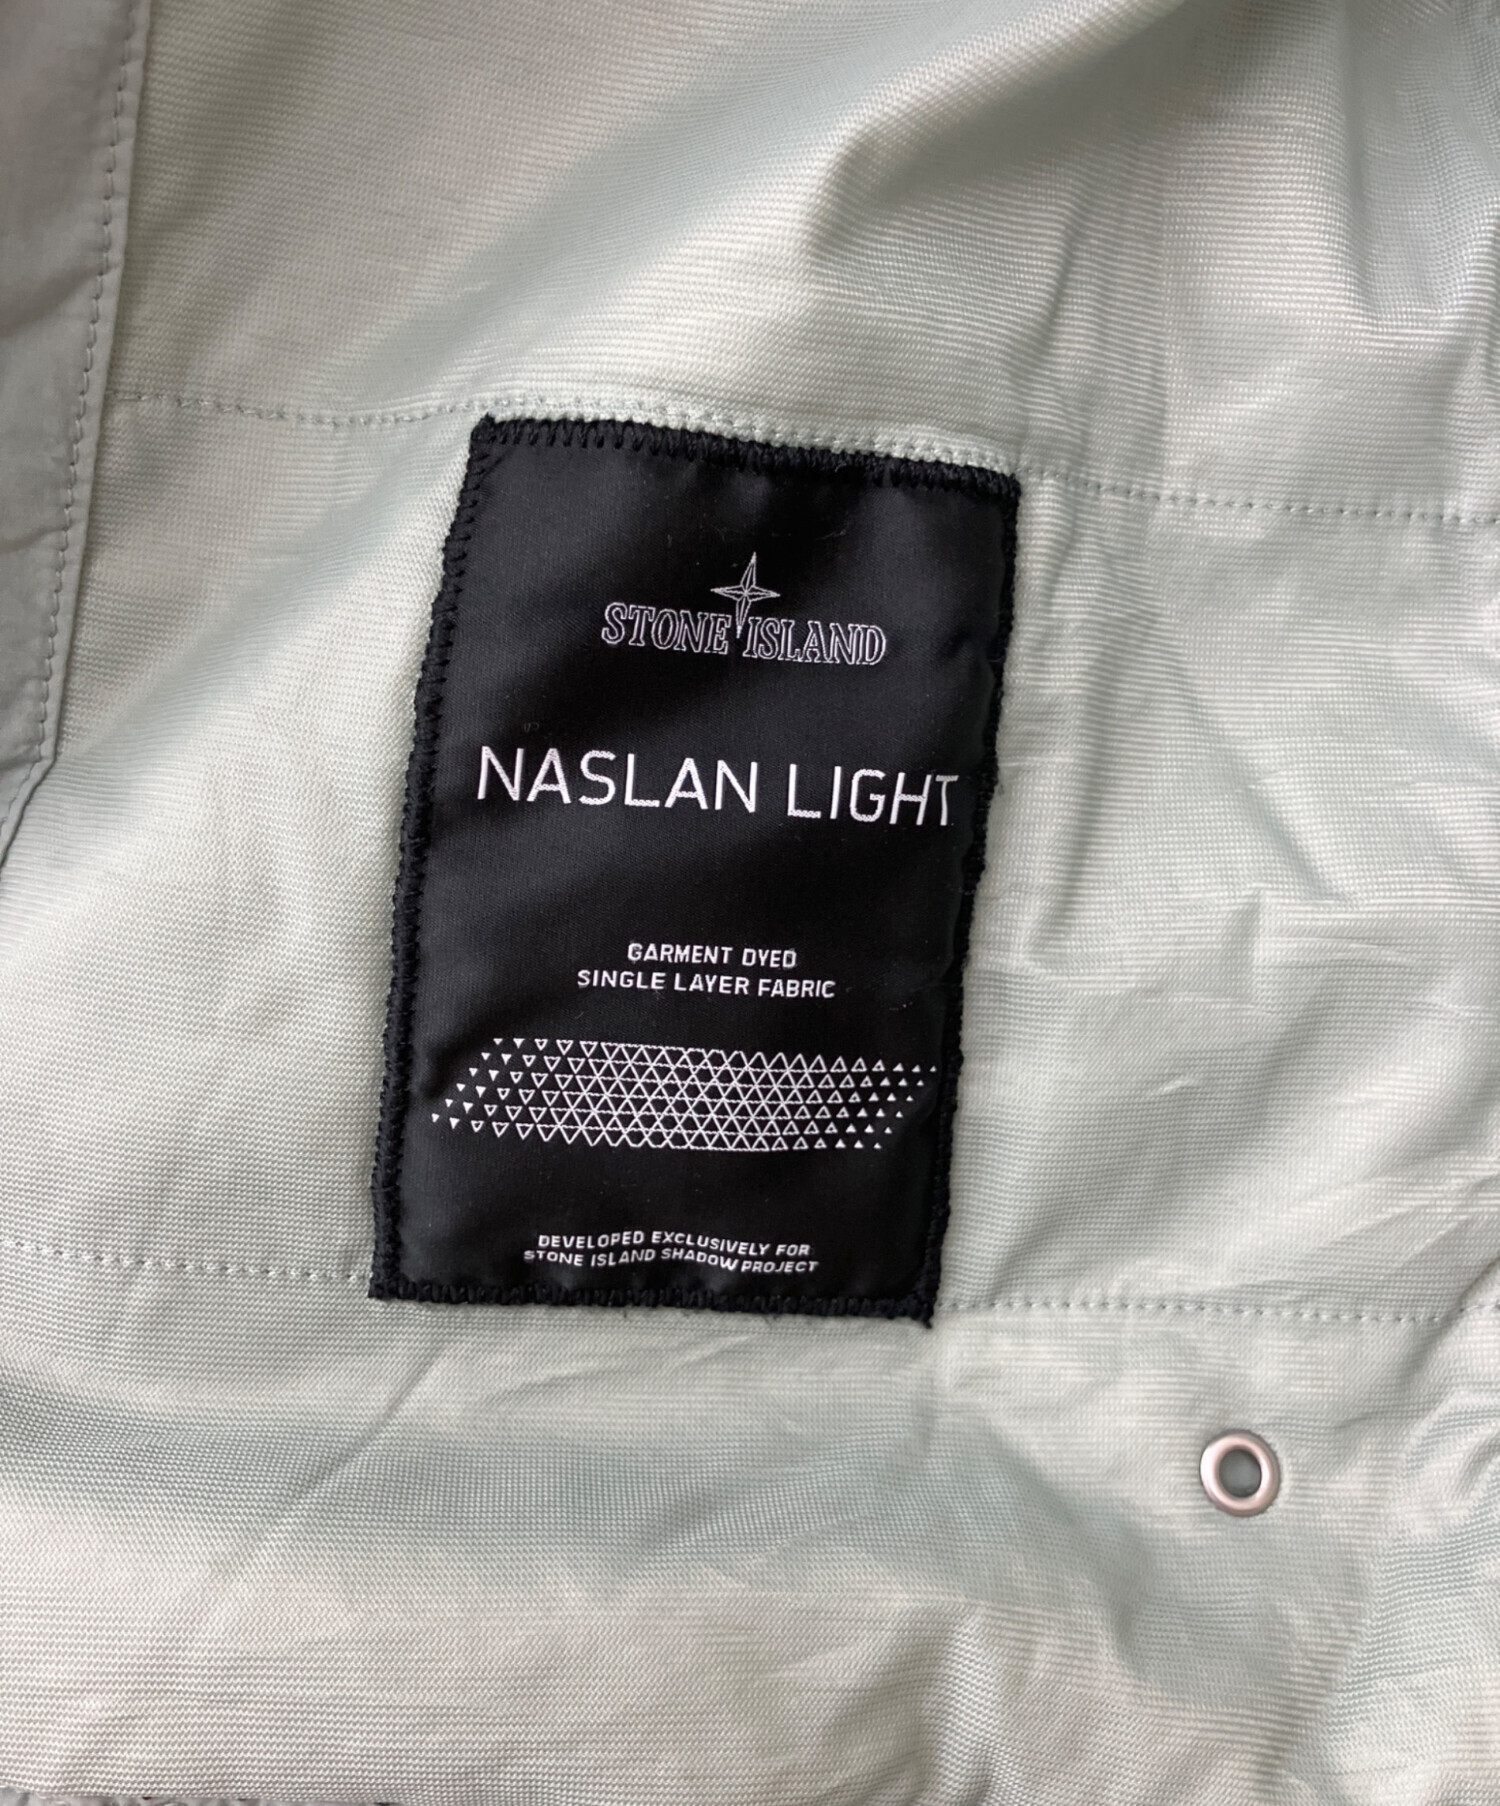 STONE ISLAND
NASLAN LIGHT
GARMENT DYED
SINGLE LAYER FABRIC
DEVELOPED EXCLUSIVELY FOR
STONE ISLAND SHADOW PROJECT